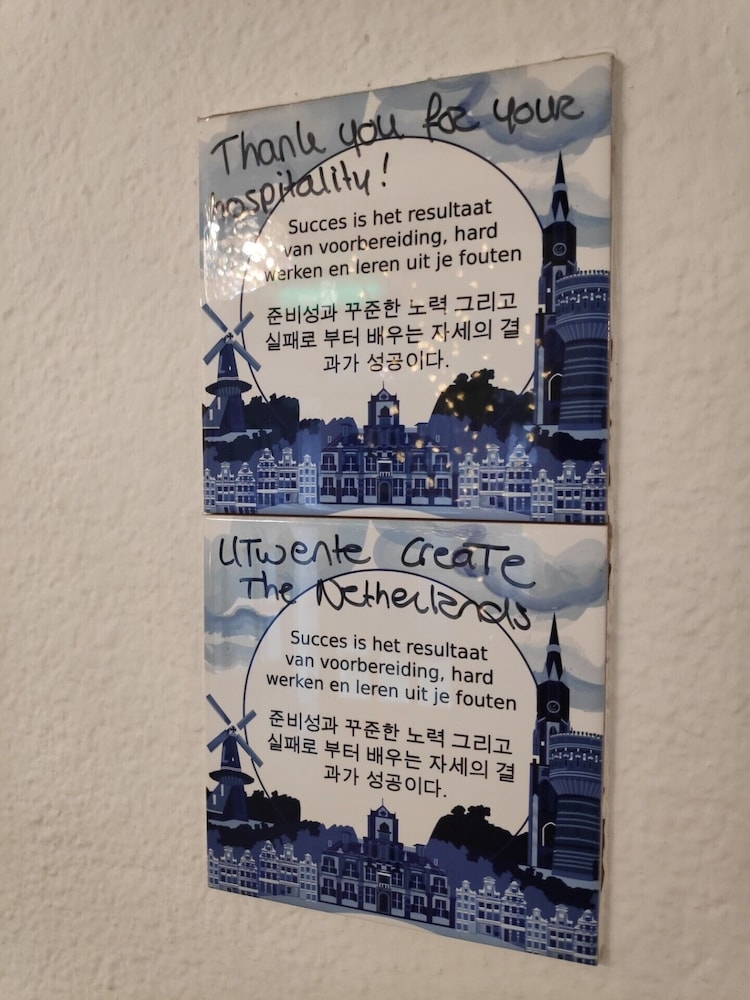 Thank you for your
hospitality!
Succes is het resultaat
van voorbereiding, hard
werken en leren uit je fouten
준비성과 꾸준한 노력 그리고
실패로 부터 배우는 자세의 결
과가 성공이다.
UTwente Create
The Netherlands
Succes is het resultaat
van voorbereiding, hard
werken en leren uit je fouten
준비성과 꾸준한 노력 그리고
실패로 부터 배우는 자세의 결
과가 성공이다.